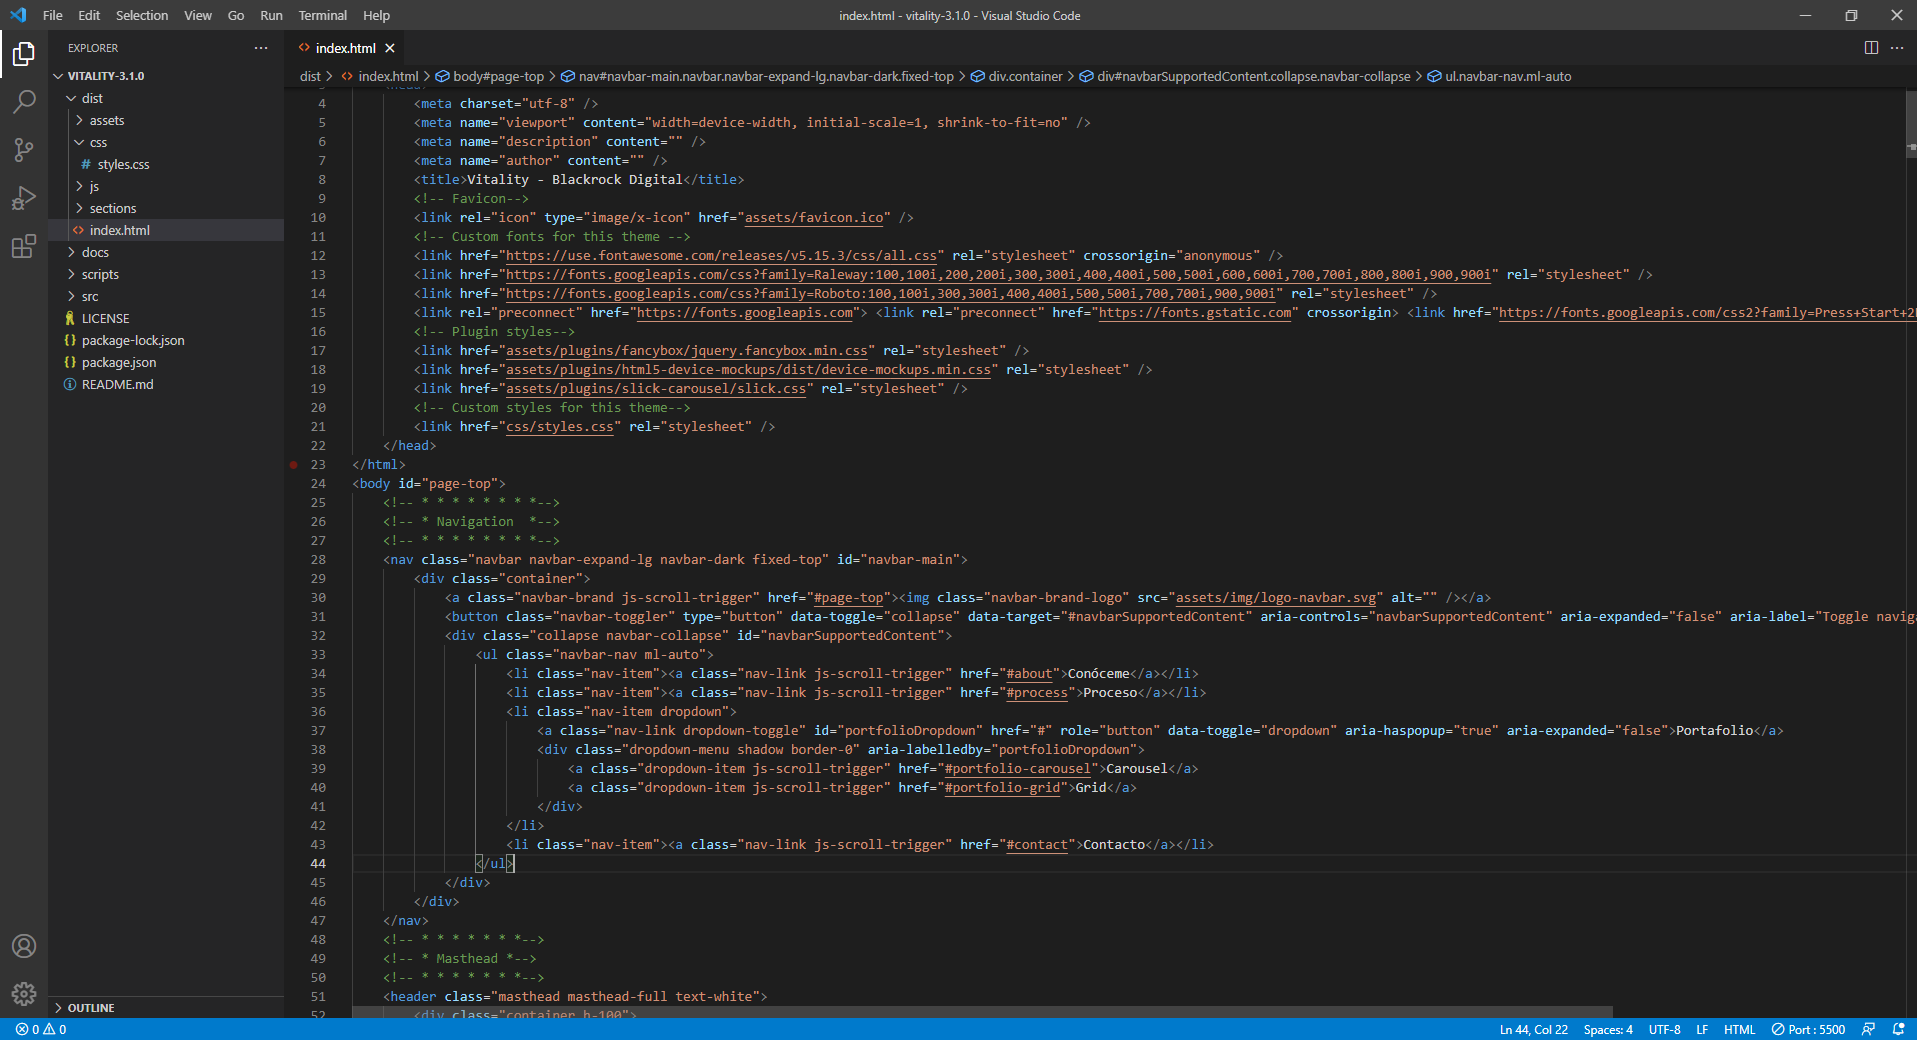 File Edit Selection View Go Run Terminal Help index.html - vitality-3.1.0 - Visual Studio Code
EXPLORER
VITALITY-3.1.0
dist
assets
css
# styles.css
js
sections
<> index.html
docs
scripts
src
LICENSE
{} package-lock.json
{} package.json
README.md
OUTLINE
<> index.html
dist > <> index.html > body#page-top > nav#navbar-main.navbar.navbar-expand-lg.navbar-dark.fixed-top > div.container > div#navbarSupportedContent.collapse.navbar-collapse > ul.navbar-nav.ml-auto
4 <meta charset="utf-8" />
5 <meta name="viewport" content="width=device-width, initial-scale=1, shrink-to-fit=no" />
6 <meta name="description" content="" />
7 <meta name="author" content="" />
8 <title>Vitality - Blackrock Digital</title>
9 <!-- Favicon-->
10 <link rel="icon" type="image/x-icon" href="assets/favicon.ico" />
11 <!-- Custom fonts for this theme -->
12 <link href="https://use.fontawesome.com/releases/v5.15.3/css/all.css" rel="stylesheet" crossorigin="anonymous" />
13 <link href="https://fonts.googleapis.com/css?family=Raleway:100,100i,200,200i,300,300i,400,400i,500,500i,600,600i,700,700i,800,800i,900,900i" rel="stylesheet" />
14 <link href="https://fonts.googleapis.com/css?family=Roboto:100,100i,300,300i,400,400i,500,500i,700,700i,900,900i" rel="stylesheet" />
15 <link rel="preconnect" href="https://fonts.googleapis.com"> <link rel="preconnect" href="https://fonts.gstatic.com" crossorigin> <link href="https://fonts.googleapis.com/css2?family=Press+Start+2
16 <!-- Plugin styles-->
17 <link href="assets/plugins/fancybox/jquery.fancybox.min.css" rel="stylesheet" />
18 <link href="assets/plugins/html5-device-mockups/dist/device-mockups.min.css" rel="stylesheet" />
19 <link href="assets/plugins/slick-carousel/slick.css" rel="stylesheet" />
20 <!-- Custom styles for this theme-->
21 <link href="css/styles.css" rel="stylesheet" />
22 </head>
23 </html>
24 <body id="page-top">
25 <!-- * * * * * * * *-->
26 <!-- * Navigation  *-->
27 <!-- * * * * * * * *-->
28 <nav class="navbar navbar-expand-lg navbar-dark fixed-top" id="navbar-main">
29 <div class="container">
30 <a class="navbar-brand js-scroll-trigger" href="#page-top"><img class="navbar-brand-logo" src="assets/img/logo-navbar.svg" alt="" /></a>
31 <button class="navbar-toggler" type="button" data-toggle="collapse" data-target="#navbarSupportedContent" aria-controls="navbarSupportedContent" aria-expanded="false" aria-label="Toggle naviga
32 <div class="collapse navbar-collapse" id="navbarSupportedContent">
33 <ul class="navbar-nav ml-auto">
34 <li class="nav-item"><a class="nav-link js-scroll-trigger" href="#about">Conóceme</a></li>
35 <li class="nav-item"><a class="nav-link js-scroll-trigger" href="#process">Proceso</a></li>
36 <li class="nav-item dropdown">
37 <a class="nav-link dropdown-toggle" id="portfolioDropdown" href="#" role="button" data-toggle="dropdown" aria-haspopup="true" aria-expanded="false">Portafolio</a>
38 <div class="dropdown-menu shadow border-0" aria-labelledby="portfolioDropdown">
39 <a class="dropdown-item js-scroll-trigger" href="#portfolio-carousel">Carousel</a>
40 <a class="dropdown-item js-scroll-trigger" href="#portfolio-grid">Grid</a>
41 </div>
42 </li>
43 <li class="nav-item"><a class="nav-link js-scroll-trigger" href="#contact">Contacto</a></li>
44 </ul>
45 </div>
46 </div>
47 </nav>
48 <!-- * * * * * * *-->
49 <!-- * Masthead *-->
50 <!-- * * * * * * *-->
51 <header class="masthead masthead-full text-white">
52 <div class="container h-100">
0 0 Ln 44, Col 22 Spaces: 4 UTF-8 LF HTML Port : 5500